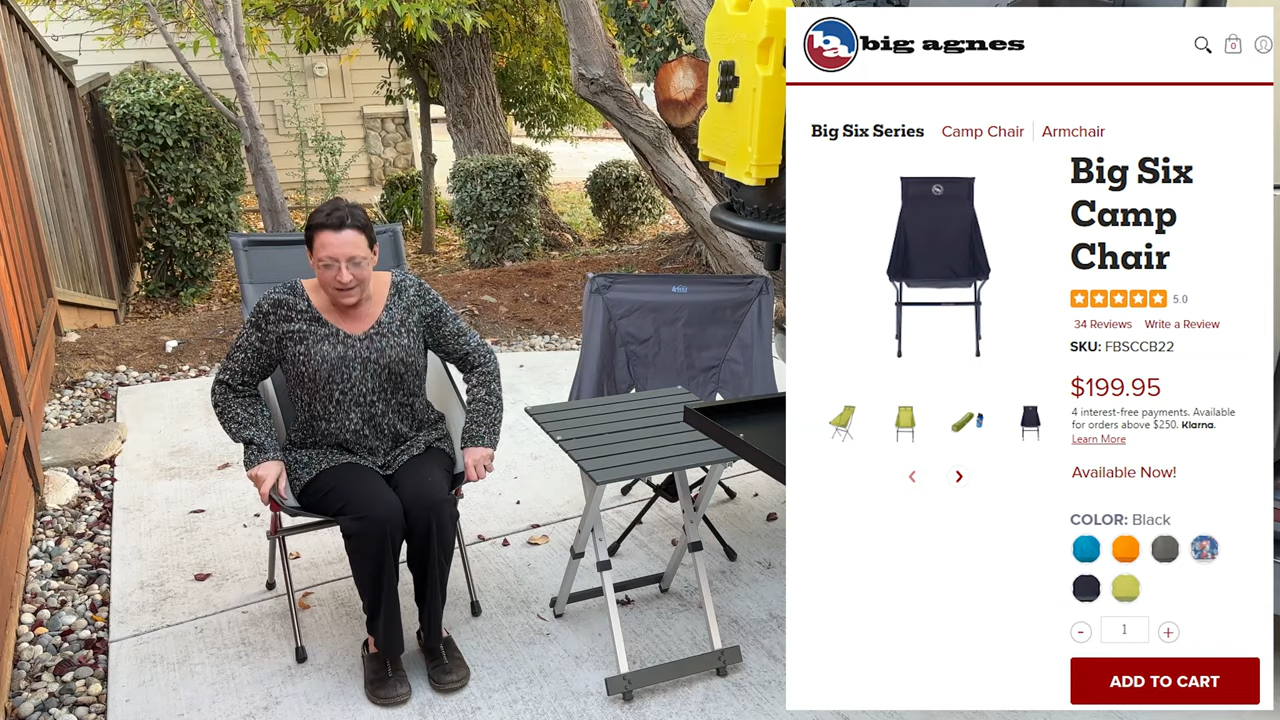 ba big agnes
0
Big Six Series Camp Chair Armchair
Big Six
Camp
Chair
5.0
34 Reviews Write a Review
SKU: FBSCCB22
$199.95
4 interest-free payments. Available
for orders above $250. Klarna.
Learn More
Available Now!
COLOR: Black
- 1 +
ADD TO CART